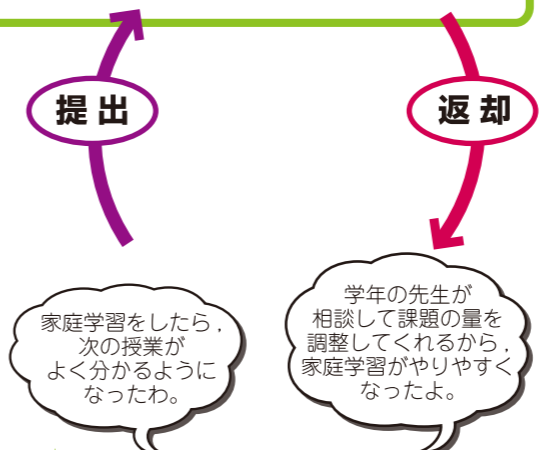 提出
返却
家庭学習をしたら，
次の授業が
よく分かるように
なったわ。
学年の先生が
相談して課題の量を
調整してくれるから，
家庭学習がやりやすく
なったよ。